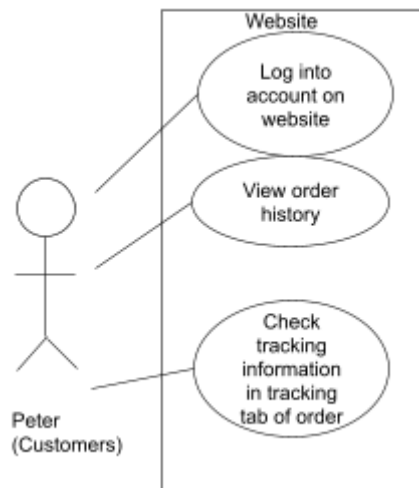 Website
Log into
account on
website
View order
history
Check
tracking
information
in tracking
tab of order
Peter
(Customers)